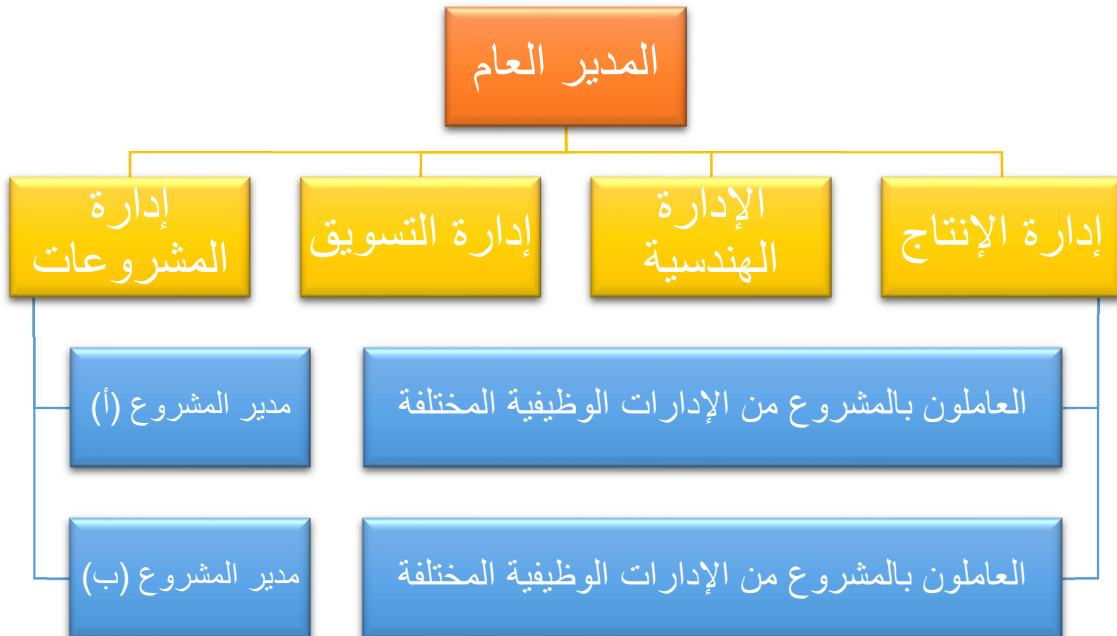 المدير العام
إدارة الإنتاج
الإدارة
الهندسية
إدارة التسويق
إدارة
المشروعات
العاملون بالمشروع من الإدارات الوظيفية المختلفة
مدير المشروع (أ)
العاملون بالمشروع من الإدارات الوظيفية المختلفة
مدير المشروع (ب)